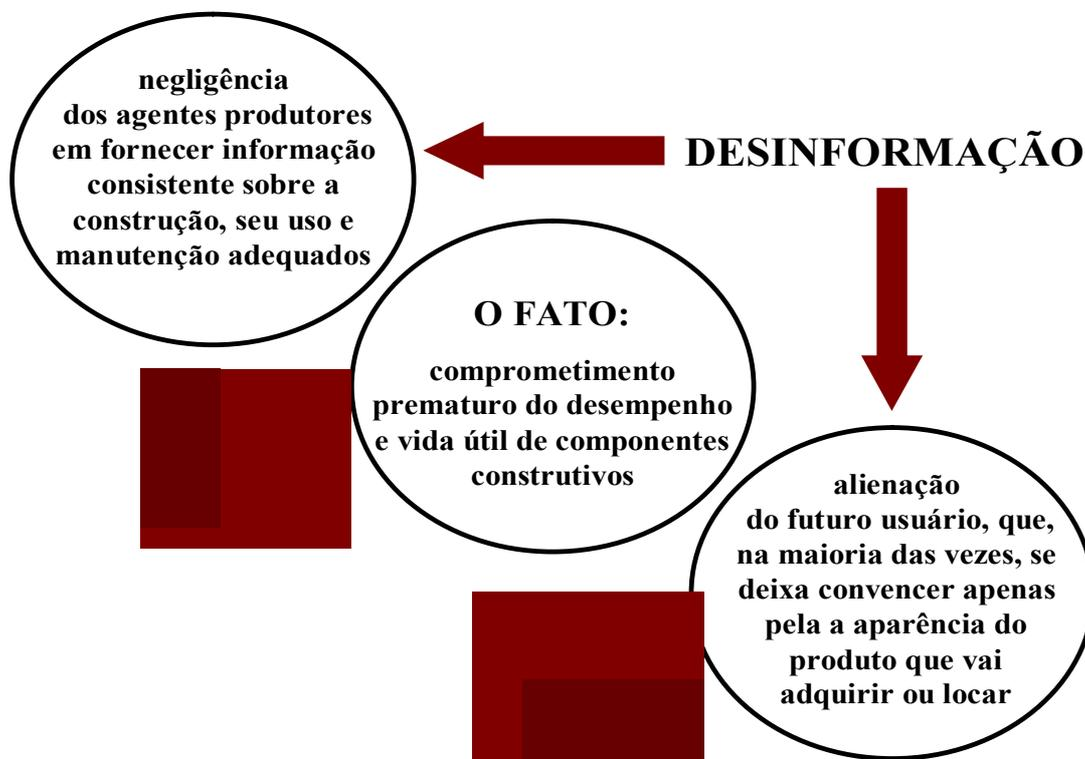 negligência
dos agentes produtores
em fornecer informação
consistente sobre a
construção, seu uso e
manutenção adequados
DESINFORMAÇÃO
O FATO:
comprometimento
prematuro do desempenho
e vida útil de componentes
construtivos
alienação
do futuro usuário, que,
na maioria das vezes, se
deixa convencer apenas
pela a aparência do
produto que vai
adquirir ou locar